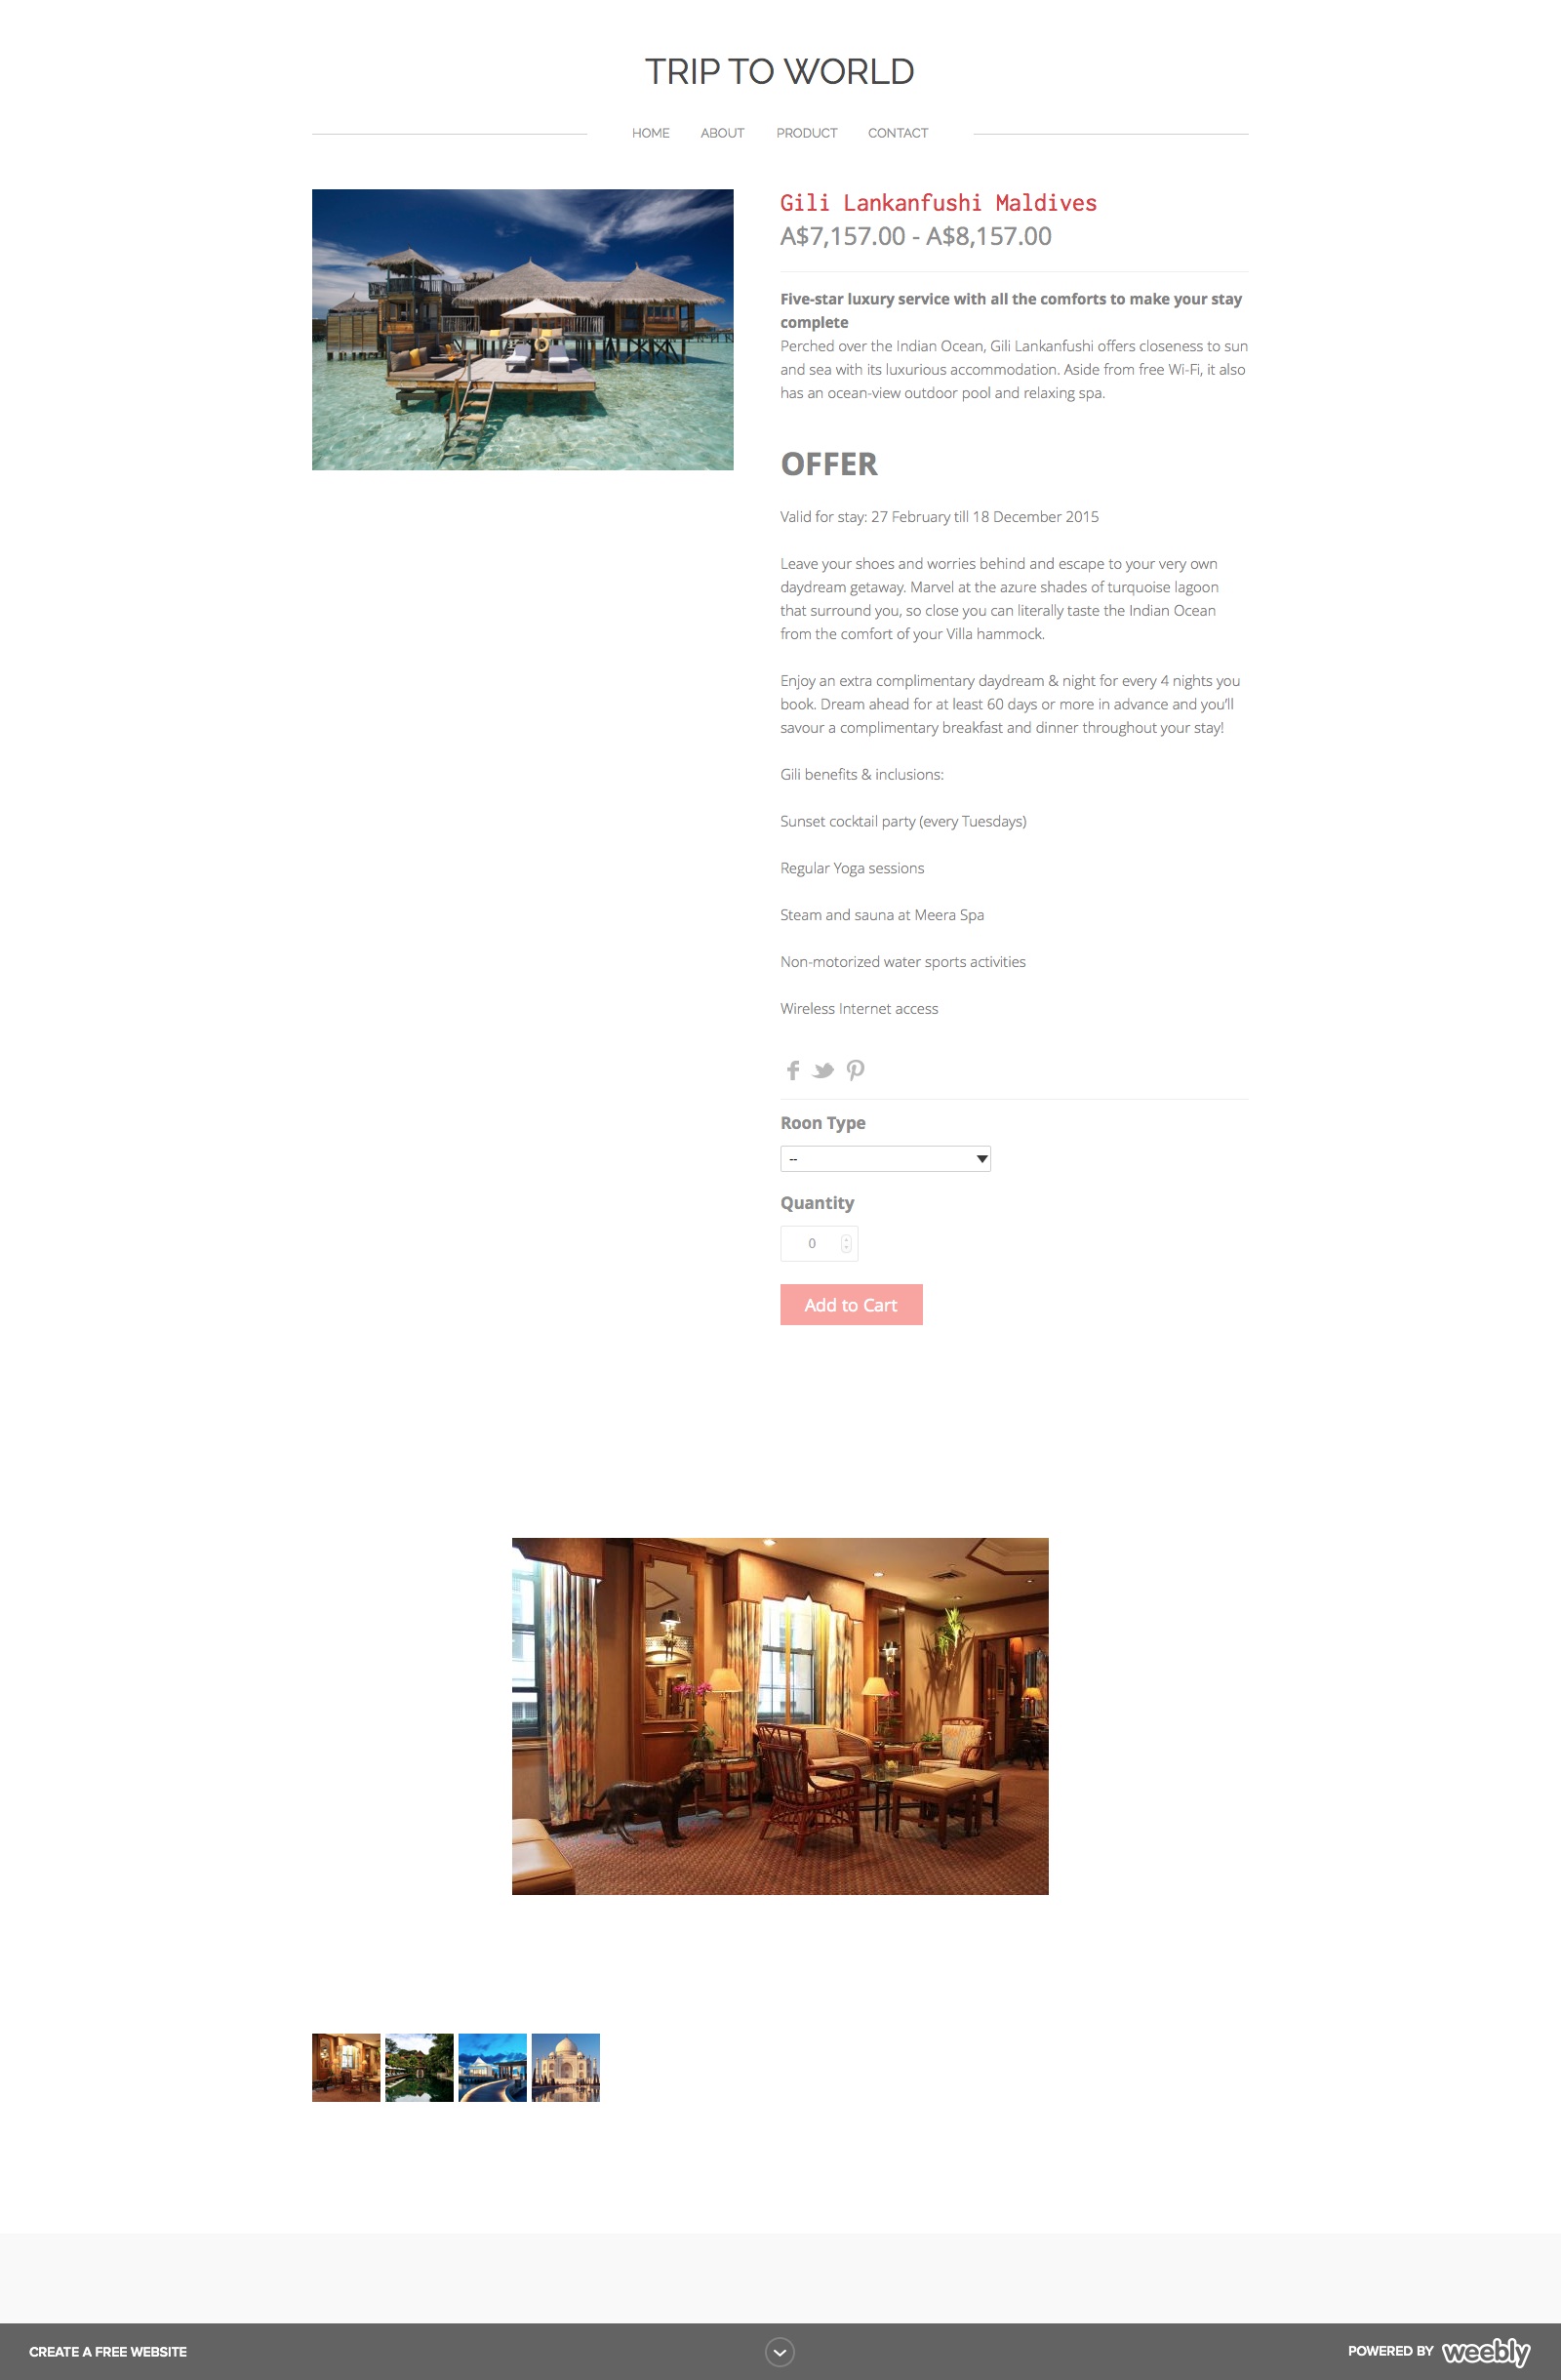 TRIP TO WORLD
HOME ABOUT PRODUCT CONTACT
Gili Lankanfushi Maldives
A$7,157.00 - A$8,157.00
Five-star luxury service with all the comforts to make your stay
complete
Perched over the Indian Ocean, Gili Lankanfushi offers closeness to sun
and sea with its luxurious accommodation. Aside from free Wi-Fi, it also
has an ocean-view outdoor pool and relaxing spa.
OFFER
Valid for stay: 27 February till 18 December 2015
Leave your shoes and worries behind and escape to your very own
daydream getaway. Marvel at the azure shades of turquoise lagoon
that surround you, so close you can literally taste the Indian Ocean
from the comfort of your Villa hammock.
Enjoy an extra complimentary daydream & night for every 4 nights you
book. Dream ahead for at least 60 days or more in advance and you'll
savour a complimentary breakfast and dinner throughout your stay!
Gili benefits & inclusions:
Sunset cocktail party (every Tuesdays)
Regular Yoga sessions
Steam and sauna at Meera Spa
Non-motorized water sports activities
Wireless Internet access
Roon Type
--
Quantity
0
Add to Cart
CREATE A FREE WEBSITE
POWERED BY weebly